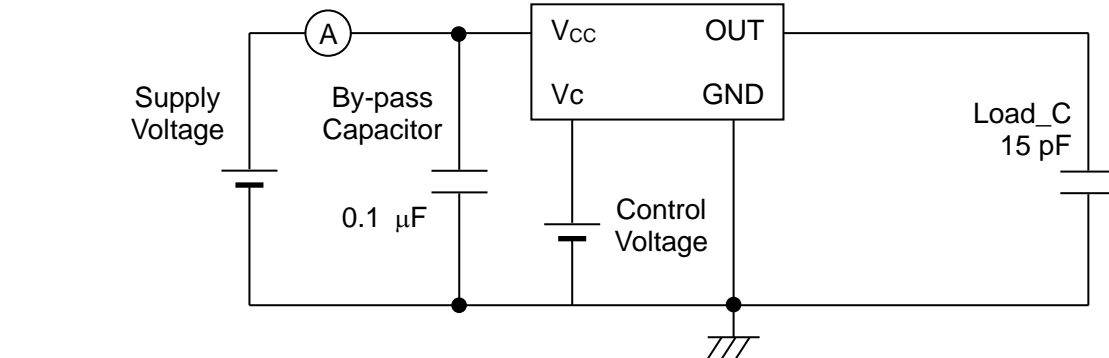 A
VCC
OUT
Vc
GND
Supply
Voltage
By-pass
Capacitor
0.1 μF
Control
Voltage
Load_C
15 pF